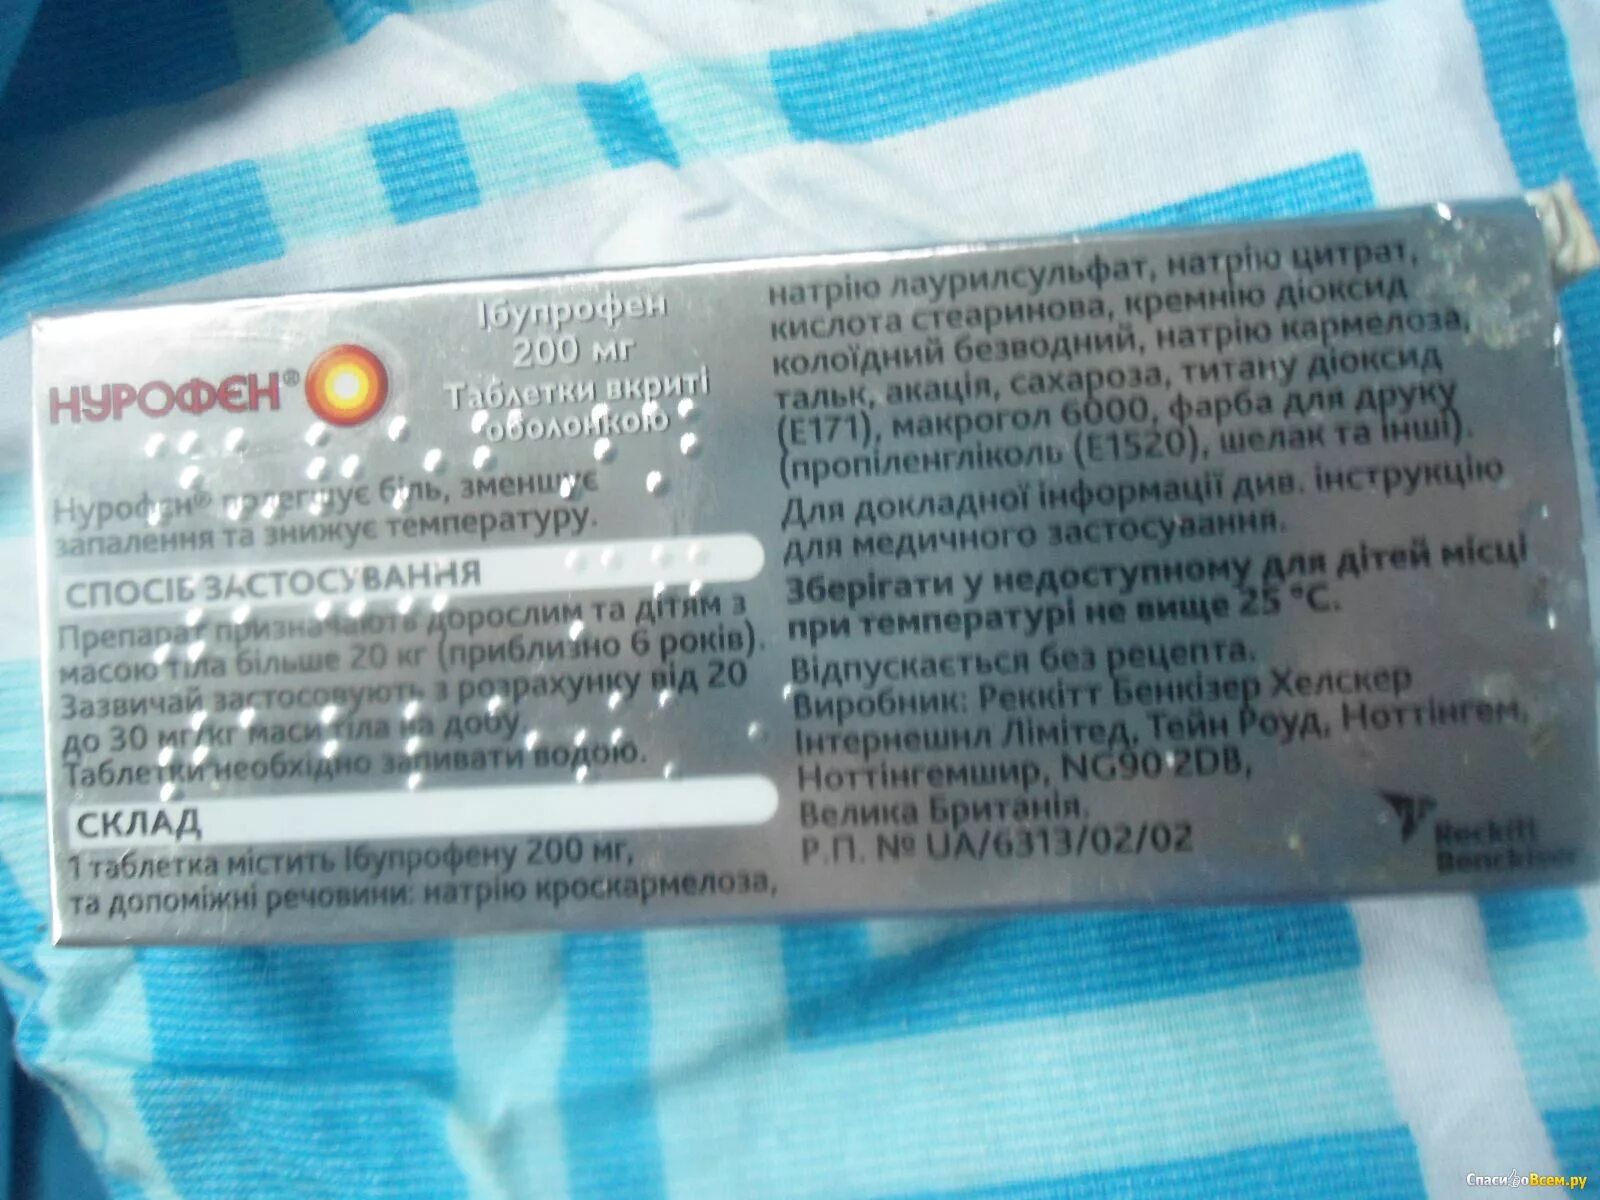 НУРОФЄН®
Ібупрофен
200 мг
Таблетки вкриті
оболонкою
Нурофєн® полегшує біль, зменшує
запалення та знижує температуру.
СПОСІБ ЗАСТОСУВАННЯ
Препарат призначають дорослим та дітям з
масою тіла більше 20 кг (приблизно 6 років).
Зазвичай застосовують з розрахунку від 20
до 30 мг/кг маси тіла на добу.
Таблетки необхідно запивати водою.
СКЛАД
1 таблетка містить Ібупрофену 200 мг,
та допоміжні речовини: натрію кроскармелоза,
натрію лаурилсульфат, натрію цитрат,
кислота стеаринова, кремнію діоксид
колоїдний безводний, натрію кармелоза,
тальк, акація, сахароза, титану діоксид
(Е171), макрогол 6000, фарба для друку
(пропіленгліколь (Е1520), шелак та інші).
Для докладної інформації див. інструкцію
для медичного застосування.
Зберігати у недоступному для дітей місці
при температурі не вище 25 °С.
Відпускається без рецепта.
Виробник: Реккітт Бенкізер Хелскер
Інтернешнл Лімітед, Тейн Роуд, Ноттінгем,
Ноттінгемшир, NG90 2DB,
Велика Британія.
Р.П. № UA/6313/02/02
Reckitt
Benckiser
СпасибоВсем.ру